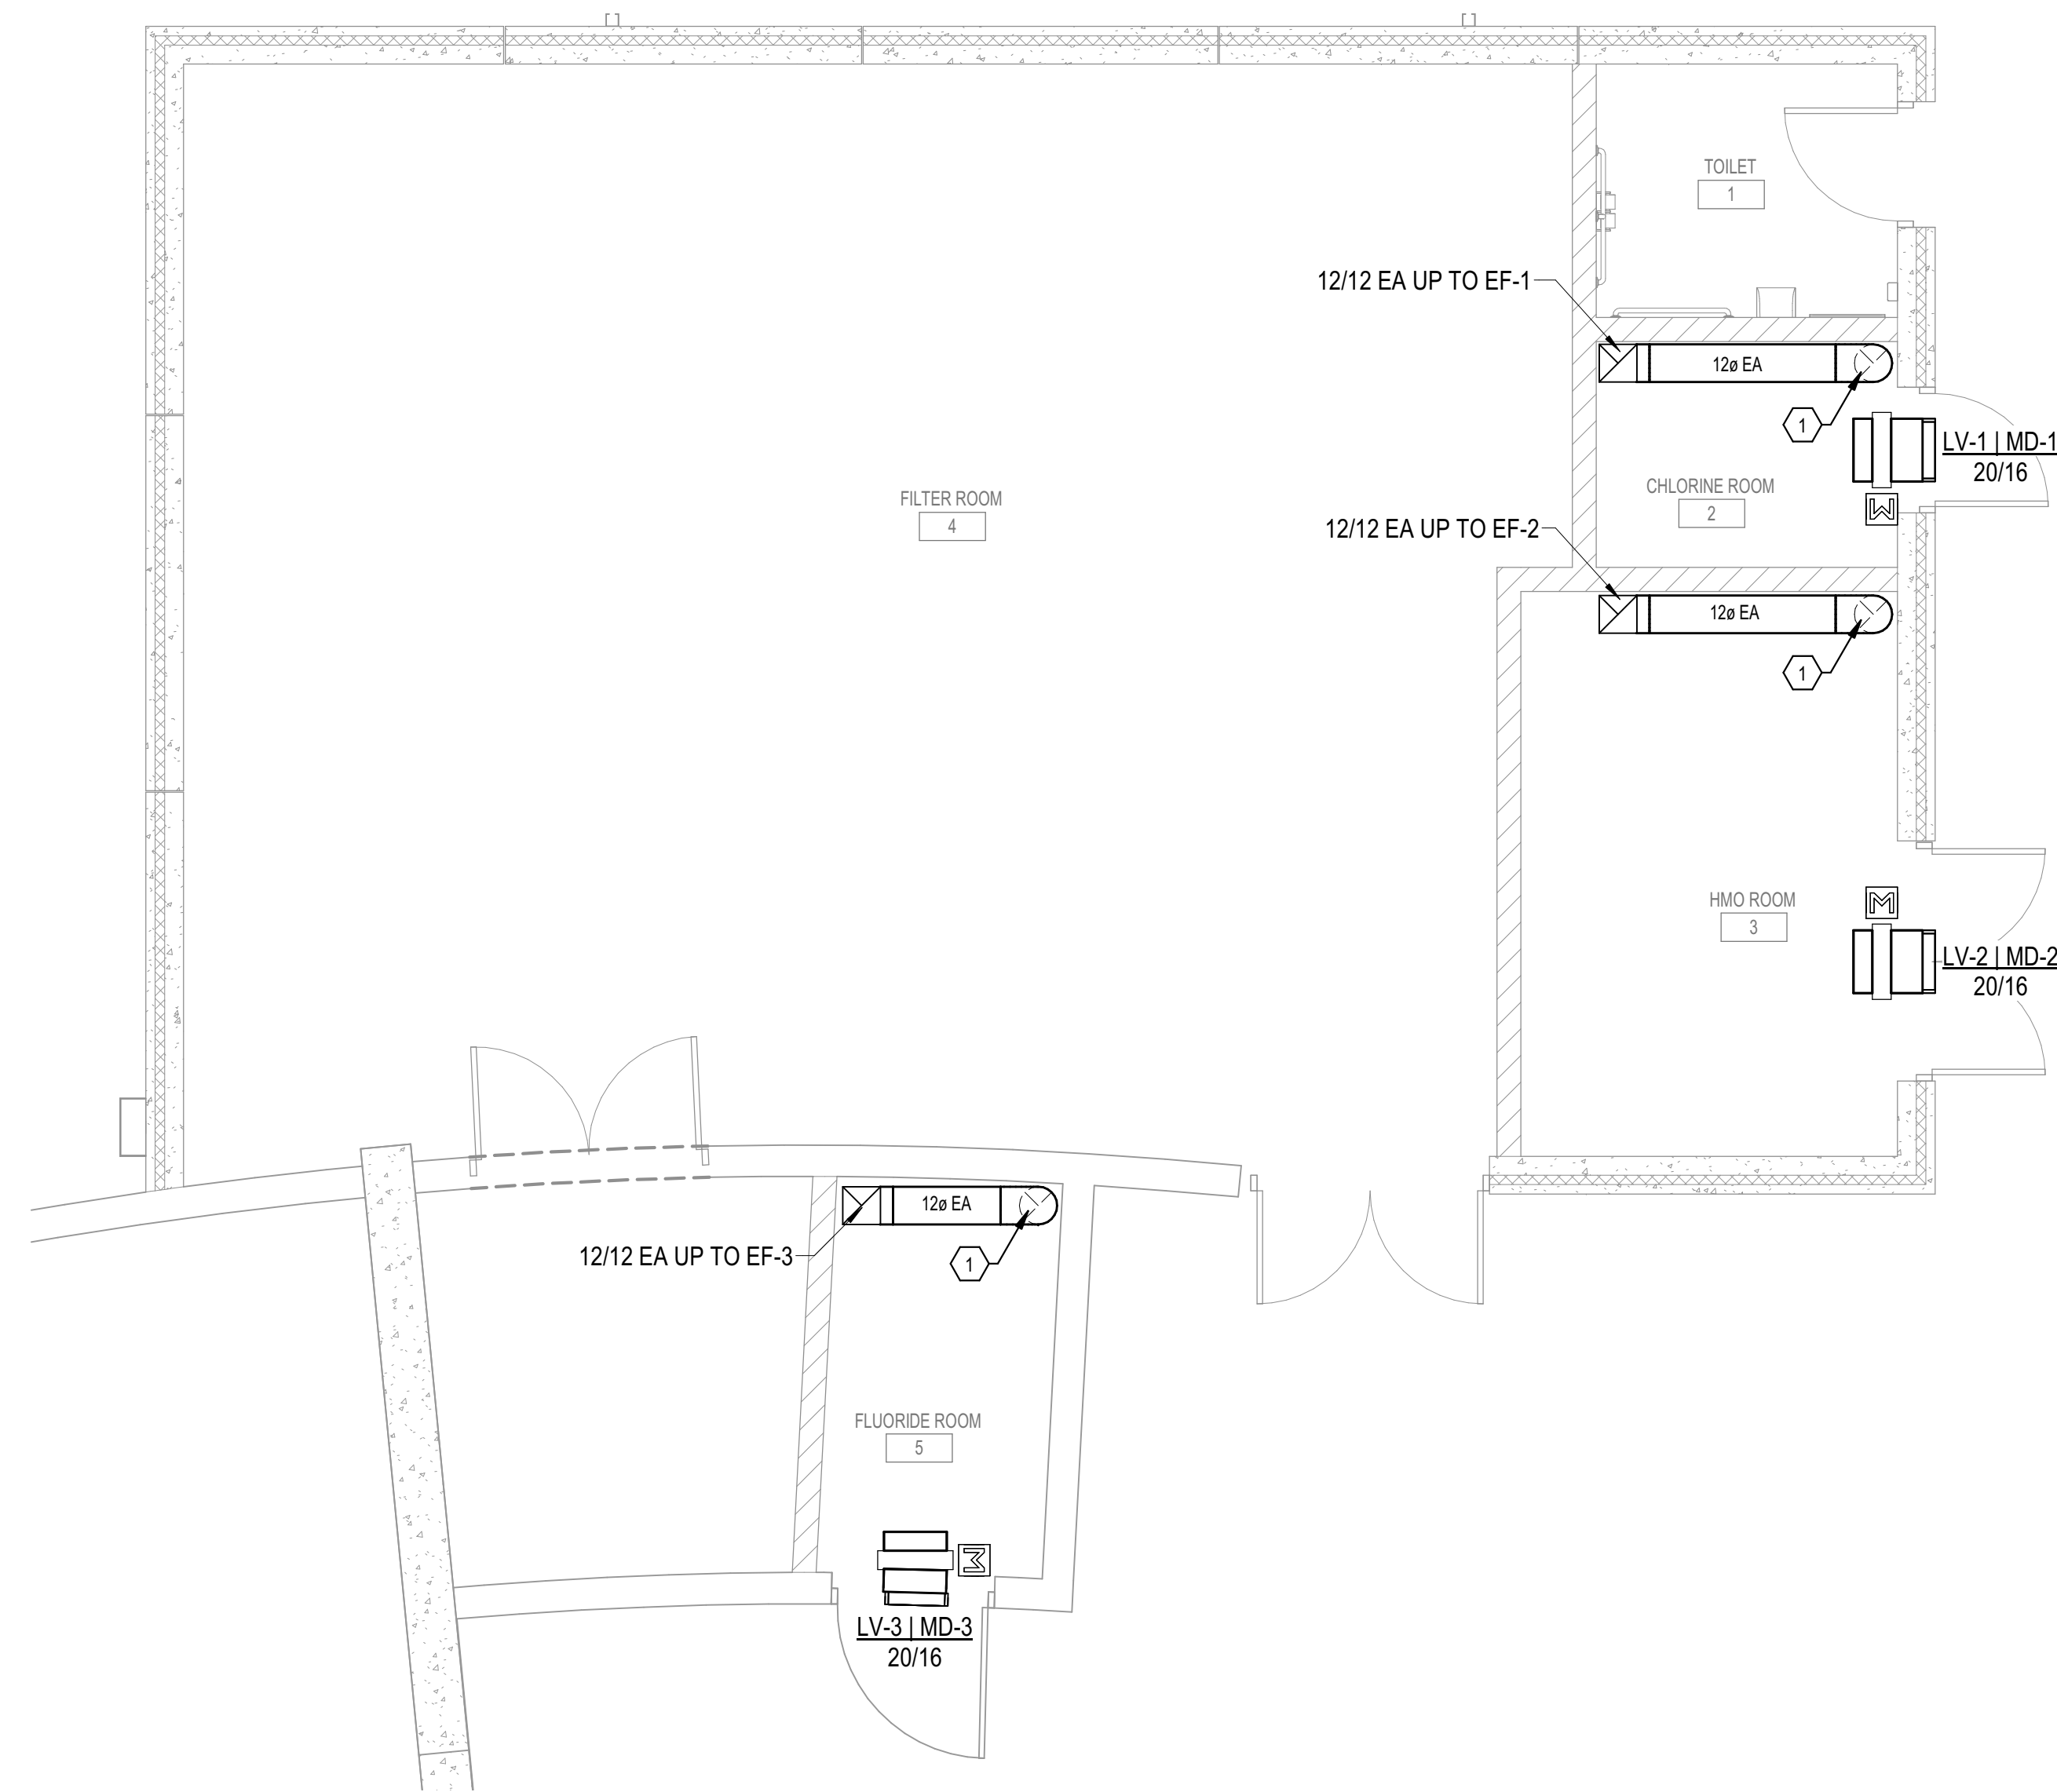 TOILET
1
12/12 EA UP TO EF-1
12ø EA
1
LV-1 | MD-1
20/16
M
CHLORINE ROOM
2
FILTER ROOM
4
12/12 EA UP TO EF-2
12ø EA
1
HMO ROOM
3
M
LV-2 | MD-2
20/16
12ø EA
12/12 EA UP TO EF-3
1
FLUORIDE ROOM
5
M
LV-3 | MD-3
20/16